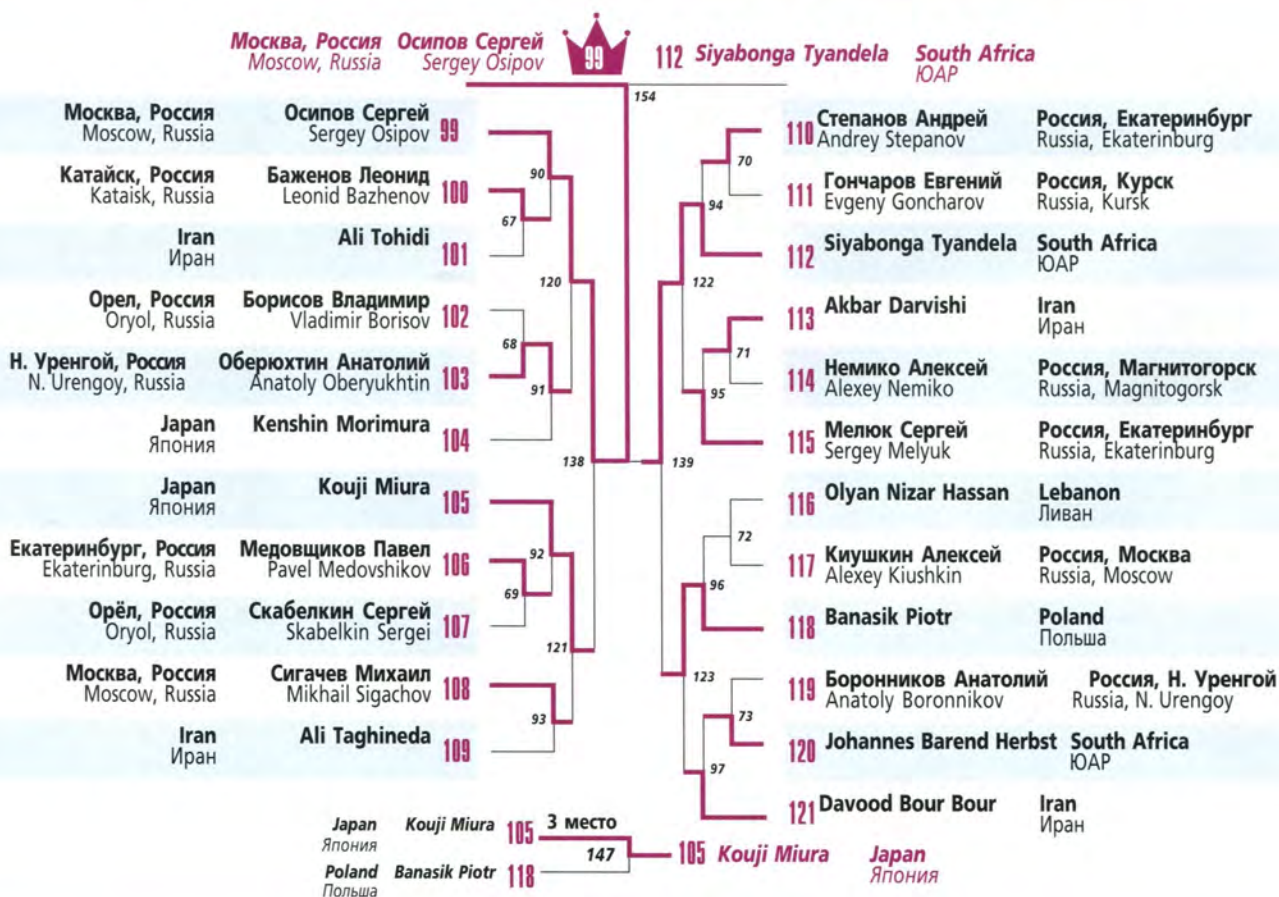 Москва, Россия Осипов Сергей 99 112 Siyabonga Tyandela South Africa
Moscow, Russia Sergey Osipov ЮАР
154
Москва, Россия Осипов Сергей 99
Moscow, Russia Sergey Osipov
90
Катайск, Россия Баженов Леонид 100
Kataisk, Russia Leonid Bazhenov
67
Iran Ali Tohidi 101
Иран
120
Орел, Россия Борисов Владимир 102
Oryol, Russia Vladimir Borisov
68
Н. Уренгой, Россия Оберюхтин Анатолий 103
N. Urengoy, Russia Anatoly Oberyukhtin
91
Japan Kenshin Morimura 104
Япония
138
Japan Kouji Miura 105
Япония
92
Екатеринбург, Россия Медовщиков Павел 106
Ekaterinburg, Russia Pavel Medovshikov
69
Орёл, Россия Скабелкин Сергей 107
Oryol, Russia Skabelkin Sergei
121
Москва, Россия Сигачев Михаил 108
Moscow, Russia Mikhail Sigachov
93
Iran Ali Taghineda 109
Иран
110 Степанов Андрей Россия, Екатеринбург
Andrey Stepanov Russia, Ekaterinburg
70
111 Гончаров Евгений Россия, Курск
Evgeny Goncharov Russia, Kursk
94
112 Siyabonga Tyandela South Africa
ЮАР
122
113 Akbar Darvishi Iran
Иран
71
114 Немико Алексей Россия, Магнитогорск
Alexey Nemiko Russia, Magnitogorsk
95
115 Мелюк Сергей Россия, Екатеринбург
Sergey Melyuk Russia, Ekaterinburg
139
116 Olyan Nizar Hassan Lebanon
Ливан
72
117 Киушкин Алексей Россия, Москва
Alexey Kiushkin Russia, Moscow
96
118 Banasik Piotr Poland
Польша
123
119 Боронников Анатолий Россия, Н. Уренгой
Anatoly Boronnikov Russia, N. Urengoy
73
120 Johannes Barend Herbst South Africa
ЮАР
97
121 Davood Bour Bour Iran
Иран
Japan Kouji Miura 105 3 место
Япония
147 105 Kouji Miura Japan
Япония
Poland Banasik Piotr 118
Польша